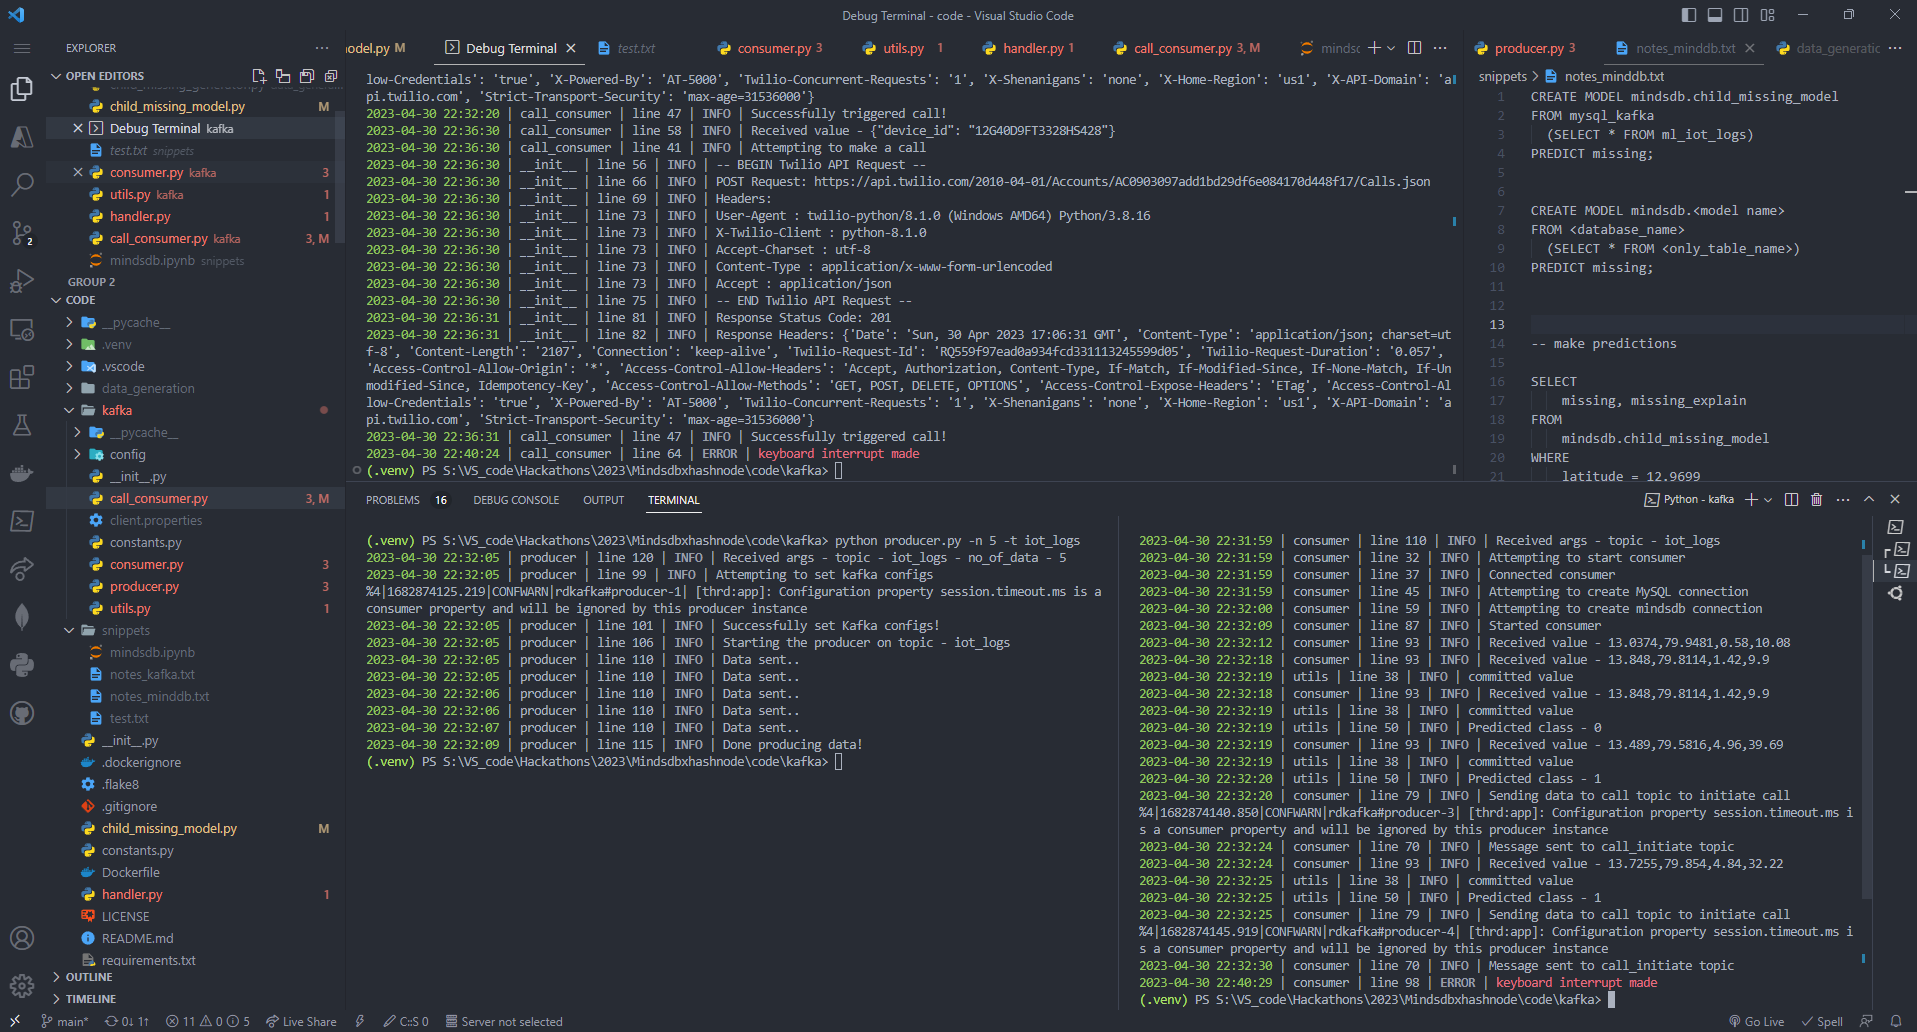 Debug Terminal - code - Visual Studio Code
EXPLORER
OPEN EDITORS
child_missing_model.py M
Debug Terminal kafka
test.txt snippets
consumer.py kafka 3
utils.py kafka 1
handler.py 1
call_consumer.py kafka 3, M
mindsdb.ipynb snippets
GROUP 2
CODE
__pycache__
.venv
.vscode
data_generation
kafka
__pycache__
config
__init__.py
call_consumer.py 3, M
client.properties
constants.py
consumer.py 3
producer.py 3
utils.py 1
snippets
mindsdb.ipynb
notes_kafka.txt
notes_minddb.txt
test.txt
__init__.py
.dockerignore
.flake8
.gitignore
child_missing_model.py M
constants.py
Dockerfile
handler.py 1
LICENSE
README.md
requirements.txt
OUTLINE
TIMELINE
odel.py M Debug Terminal test.txt consumer.py 3 utils.py 1 handler.py 1 call_consumer.py 3, M mindsc
low-Credentials': 'true', 'X-Powered-By': 'AT-5000', 'Twilio-Concurrent-Requests': '1', 'X-Shenanigans': 'none', 'X-Home-Region': 'us1', 'X-API-Domain': 'a
pi.twilio.com', 'Strict-Transport-Security': 'max-age=31536000'}
2023-04-30 22:32:20 | call_consumer | line 47 | INFO | Successfully triggered call!
2023-04-30 22:36:30 | call_consumer | line 58 | INFO | Received value - {"device_id": "12G40D9FT3328HS428"}
2023-04-30 22:36:30 | call_consumer | line 41 | INFO | Attempting to make a call
2023-04-30 22:36:30 | __init__ | line 56 | INFO | -- BEGIN Twilio API Request --
2023-04-30 22:36:30 | __init__ | line 66 | INFO | POST Request: https://api.twilio.com/2010-04-01/Accounts/AC0903097add1bd29df6e084170d448f17/Calls.json
2023-04-30 22:36:30 | __init__ | line 69 | INFO | Headers:
2023-04-30 22:36:30 | __init__ | line 73 | INFO | User-Agent : twilio-python/8.1.0 (Windows AMD64) Python/3.8.16
2023-04-30 22:36:30 | __init__ | line 73 | INFO | X-Twilio-Client : python-8.1.0
2023-04-30 22:36:30 | __init__ | line 73 | INFO | Accept-Charset : utf-8
2023-04-30 22:36:30 | __init__ | line 73 | INFO | Content-Type : application/x-www-form-urlencoded
2023-04-30 22:36:30 | __init__ | line 73 | INFO | Accept : application/json
2023-04-30 22:36:30 | __init__ | line 75 | INFO | -- END Twilio API Request --
2023-04-30 22:36:31 | __init__ | line 81 | INFO | Response Status Code: 201
2023-04-30 22:36:31 | __init__ | line 82 | INFO | Response Headers: {'Date': 'Sun, 30 Apr 2023 17:06:31 GMT', 'Content-Type': 'application/json; charset=ut
f-8', 'Content-Length': '2107', 'Connection': 'keep-alive', 'Twilio-Request-Id': 'RQ559f97ead0a934fcd331113245599d05', 'Twilio-Request-Duration': '0.057',
'Access-Control-Allow-Origin': '*', 'Access-Control-Allow-Headers': 'Accept, Authorization, Content-Type, If-Match, If-Modified-Since, If-None-Match, If-Un
modified-Since, Idempotency-Key', 'Access-Control-Allow-Methods': 'GET, POST, DELETE, OPTIONS', 'Access-Control-Expose-Headers': 'ETag', 'Access-Control-Al
low-Credentials': 'true', 'X-Powered-By': 'AT-5000', 'Twilio-Concurrent-Requests': '1', 'X-Shenanigans': 'none', 'X-Home-Region': 'us1', 'X-API-Domain': 'a
pi.twilio.com', 'Strict-Transport-Security': 'max-age=31536000'}
2023-04-30 22:36:31 | call_consumer | line 47 | INFO | Successfully triggered call!
2023-04-30 22:40:24 | call_consumer | line 64 | ERROR | keyboard interrupt made
(.venv) PS S:\VS_code\Hackathons\2023\Mindsdbxhashnode\code\kafka>
producer.py 3 notes_minddb.txt data_generatic
snippets > notes_minddb.txt
1 CREATE MODEL mindsdb.child_missing_model
2 FROM mysql_kafka
3 (SELECT * FROM ml_iot_logs)
4 PREDICT missing;
5
6
7 CREATE MODEL mindsdb.<model name>
8 FROM <database_name>
9 (SELECT * FROM <only_table_name>)
10 PREDICT missing;
11
12
13
14 -- make predictions
15
16 SELECT
17 missing, missing_explain
18 FROM
19 mindsdb.child_missing_model
20 WHERE
21 latitude = 12.9699
PROBLEMS 16 DEBUG CONSOLE OUTPUT TERMINAL Python - kafka
(.venv) PS S:\VS_code\Hackathons\2023\Mindsdbxhashnode\code\kafka> python producer.py -n 5 -t iot_logs
2023-04-30 22:32:05 | producer | line 120 | INFO | Received args - topic - iot_logs - no_of_data - 5
2023-04-30 22:32:05 | producer | line 99 | INFO | Attempting to set kafka configs
%4|1682874125.219|CONFWARN|rdkafka#producer-1| [thrd:app]: Configuration property session.timeout.ms is a
consumer property and will be ignored by this producer instance
2023-04-30 22:32:05 | producer | line 101 | INFO | Successfully set Kafka configs!
2023-04-30 22:32:05 | producer | line 106 | INFO | Starting the producer on topic - iot_logs
2023-04-30 22:32:05 | producer | line 110 | INFO | Data sent..
2023-04-30 22:32:05 | producer | line 110 | INFO | Data sent..
2023-04-30 22:32:06 | producer | line 110 | INFO | Data sent..
2023-04-30 22:32:06 | producer | line 110 | INFO | Data sent..
2023-04-30 22:32:07 | producer | line 110 | INFO | Data sent..
2023-04-30 22:32:09 | producer | line 115 | INFO | Done producing data!
(.venv) PS S:\VS_code\Hackathons\2023\Mindsdbxhashnode\code\kafka>
2023-04-30 22:31:59 | consumer | line 110 | INFO | Received args - topic - iot_logs
2023-04-30 22:31:59 | consumer | line 32 | INFO | Attempting to start consumer
2023-04-30 22:31:59 | consumer | line 37 | INFO | Connected consumer
2023-04-30 22:31:59 | consumer | line 45 | INFO | Attempting to create MySQL connection
2023-04-30 22:32:00 | consumer | line 59 | INFO | Attempting to create mindsdb connection
2023-04-30 22:32:09 | consumer | line 87 | INFO | Started consumer
2023-04-30 22:32:12 | consumer | line 93 | INFO | Received value - 13.0374,79.9481,0.58,10.08
2023-04-30 22:32:18 | consumer | line 93 | INFO | Received value - 13.848,79.8114,1.42,9.9
2023-04-30 22:32:19 | utils | line 38 | INFO | committed value
2023-04-30 22:32:18 | consumer | line 93 | INFO | Received value - 13.848,79.8114,1.42,9.9
2023-04-30 22:32:19 | utils | line 38 | INFO | committed value
2023-04-30 22:32:19 | utils | line 50 | INFO | Predicted class - 0
2023-04-30 22:32:19 | consumer | line 93 | INFO | Received value - 13.489,79.5816,4.96,39.69
2023-04-30 22:32:19 | utils | line 38 | INFO | committed value
2023-04-30 22:32:20 | utils | line 50 | INFO | Predicted class - 1
2023-04-30 22:32:20 | consumer | line 79 | INFO | Sending data to call topic to initiate call
%4|1682874140.850|CONFWARN|rdkafka#producer-3| [thrd:app]: Configuration property session.timeout.ms i
s a consumer property and will be ignored by this producer instance
2023-04-30 22:32:24 | consumer | line 70 | INFO | Message sent to call_initiate topic
2023-04-30 22:32:24 | consumer | line 93 | INFO | Received value - 13.7255,79.854,4.84,32.22
2023-04-30 22:32:25 | utils | line 38 | INFO | committed value
2023-04-30 22:32:25 | utils | line 50 | INFO | Predicted class - 1
2023-04-30 22:32:25 | consumer | line 79 | INFO | Sending data to call topic to initiate call
%4|1682874145.919|CONFWARN|rdkafka#producer-4| [thrd:app]: Configuration property session.timeout.ms i
s a consumer property and will be ignored by this producer instance
2023-04-30 22:32:30 | consumer | line 70 | INFO | Message sent to call_initiate topic
2023-04-30 22:40:29 | consumer | line 98 | ERROR | keyboard interrupt made
(.venv) PS S:\VS_code\Hackathons\2023\Mindsdbxhashnode\code\kafka>
main* 0↓ 1↑ 11 0 5 Live Share C::S 0 Server not selected Go Live Spell